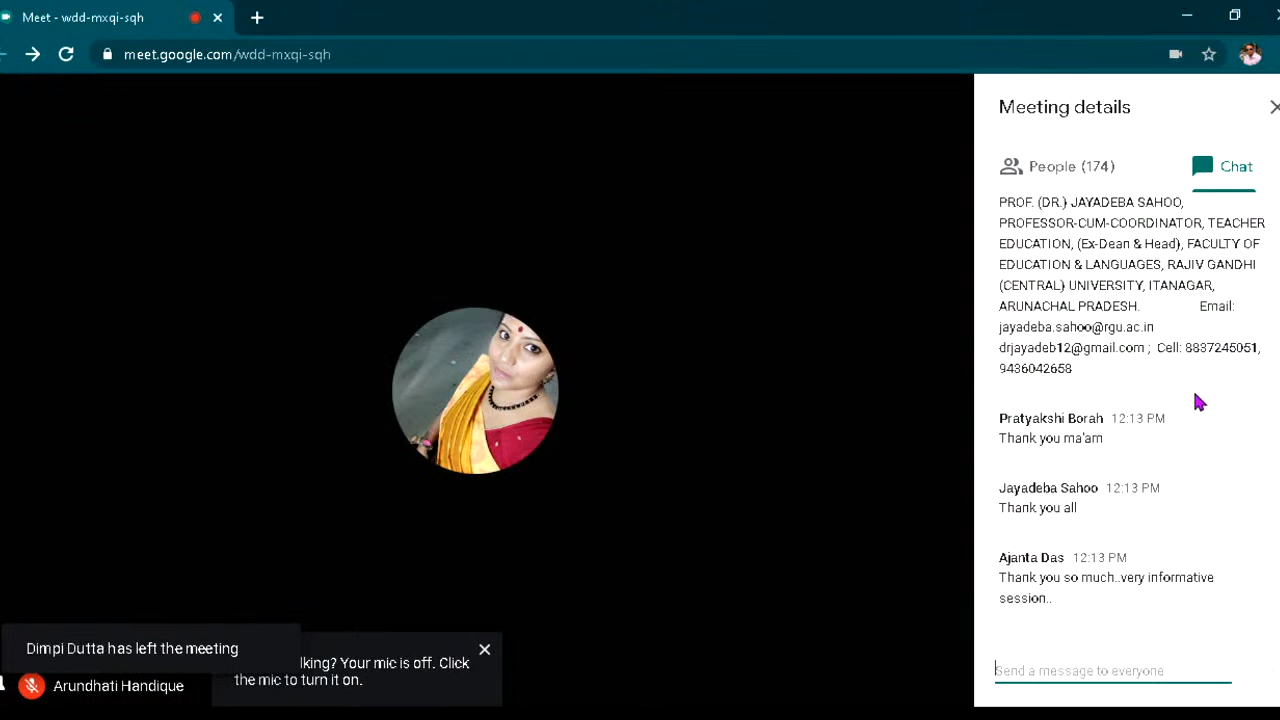 Meet - wdd-mxqi-sqh
meet.google.com/wdd-mxqi-sqh
Meeting details
People (174)
Chat
PROF. (DR.} JAYADEBA SAHOO,
PROFESSOR-CUM-COORDINATOR, TEACHER
EDUCATION, (Ex-Dean & Head), FACULTY OF
EDUCATION & LANGUAGES, RAJIV GANDHI
(CENTRAL} UNIVERSITY, ITANAGAR,
ARUNACHAL PRADESH. Email:
jayadeba.sahoo@rgu.ac.in
drjayadeb12@gmail.com ; Cell: 8837245051,
9436042658
Pratyakshi Borah 12:13 PM
Thank you ma'am
Jayadeba Sahoo 12:13 PM
Thank you all
Ajanta Das 12:13 PM
Thank you so much..very informative
session..
Send a message to everyone
Dimpi Dutta has left the meeting
lking? Your mic is off. Click
the mic to turn it on.
Arundhati Handique